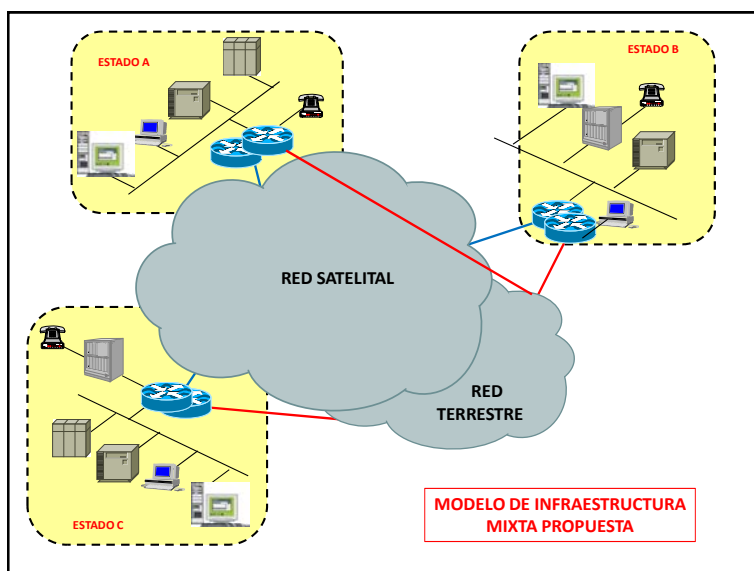 ESTADO A
ESTADO B
RED SATELITAL
RED
TERRESTRE
ESTADO C
MODELO DE INFRAESTRUCTURA
MIXTA PROPUESTA